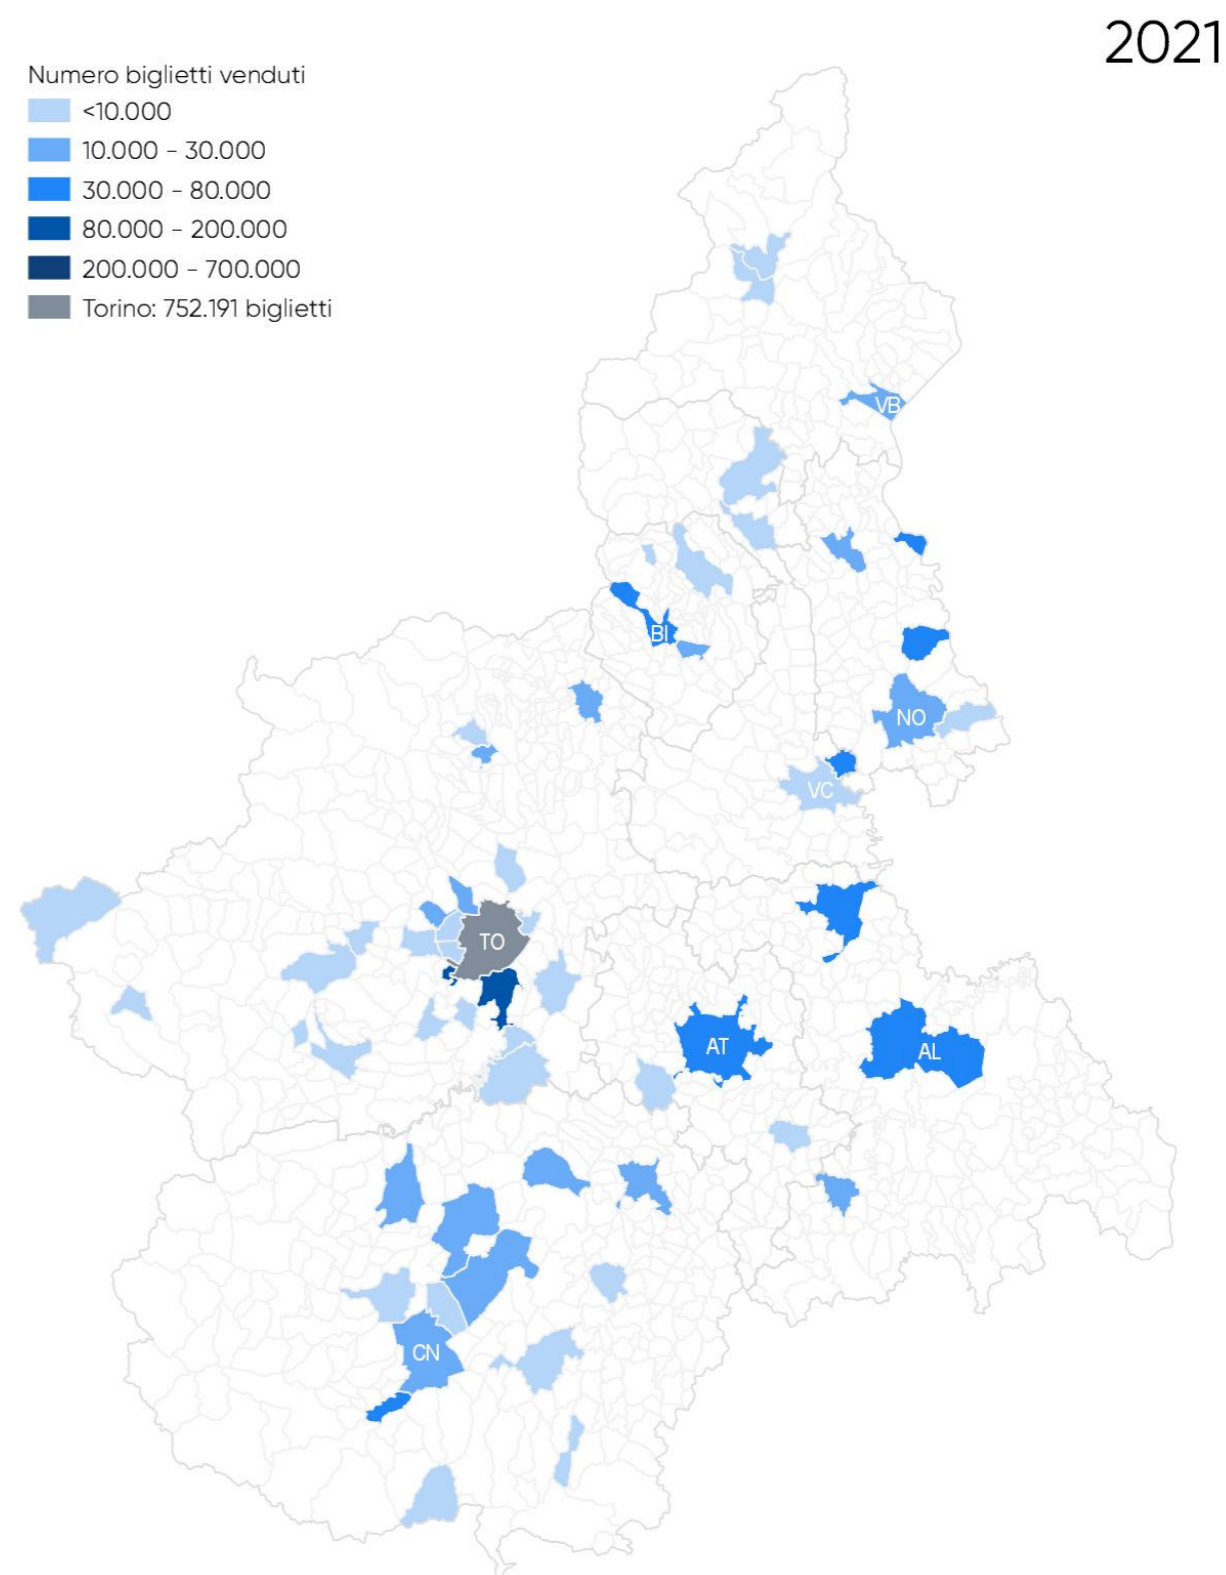 2021
Numero biglietti venduti
<10.000
10.000 - 30.000
30.000 - 80.000
80.000 - 200.000
200.000 - 700.000
Torino: 752.191 biglietti
VB
BI
NO
VC
TO
AT
AL
CN